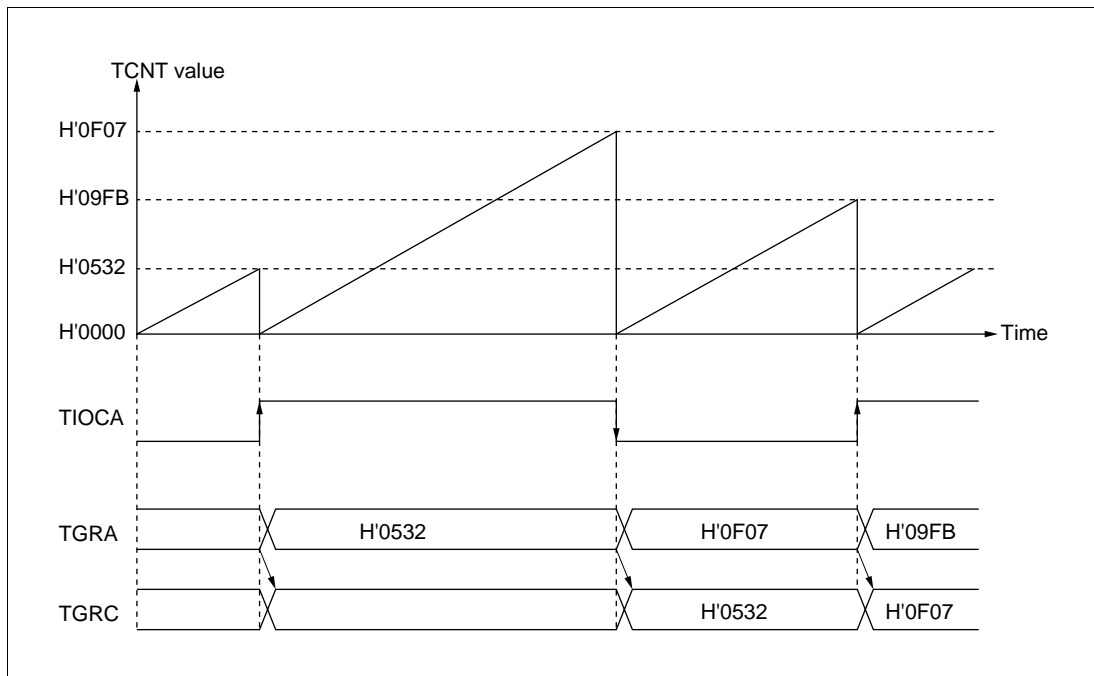 TCNT value
H'0F07
H'09FB
H'0532
H'0000
Time
TIOCA
TGRA
H'0532
H'0F07
H'09FB
TGRC
H'0532
H'0F07